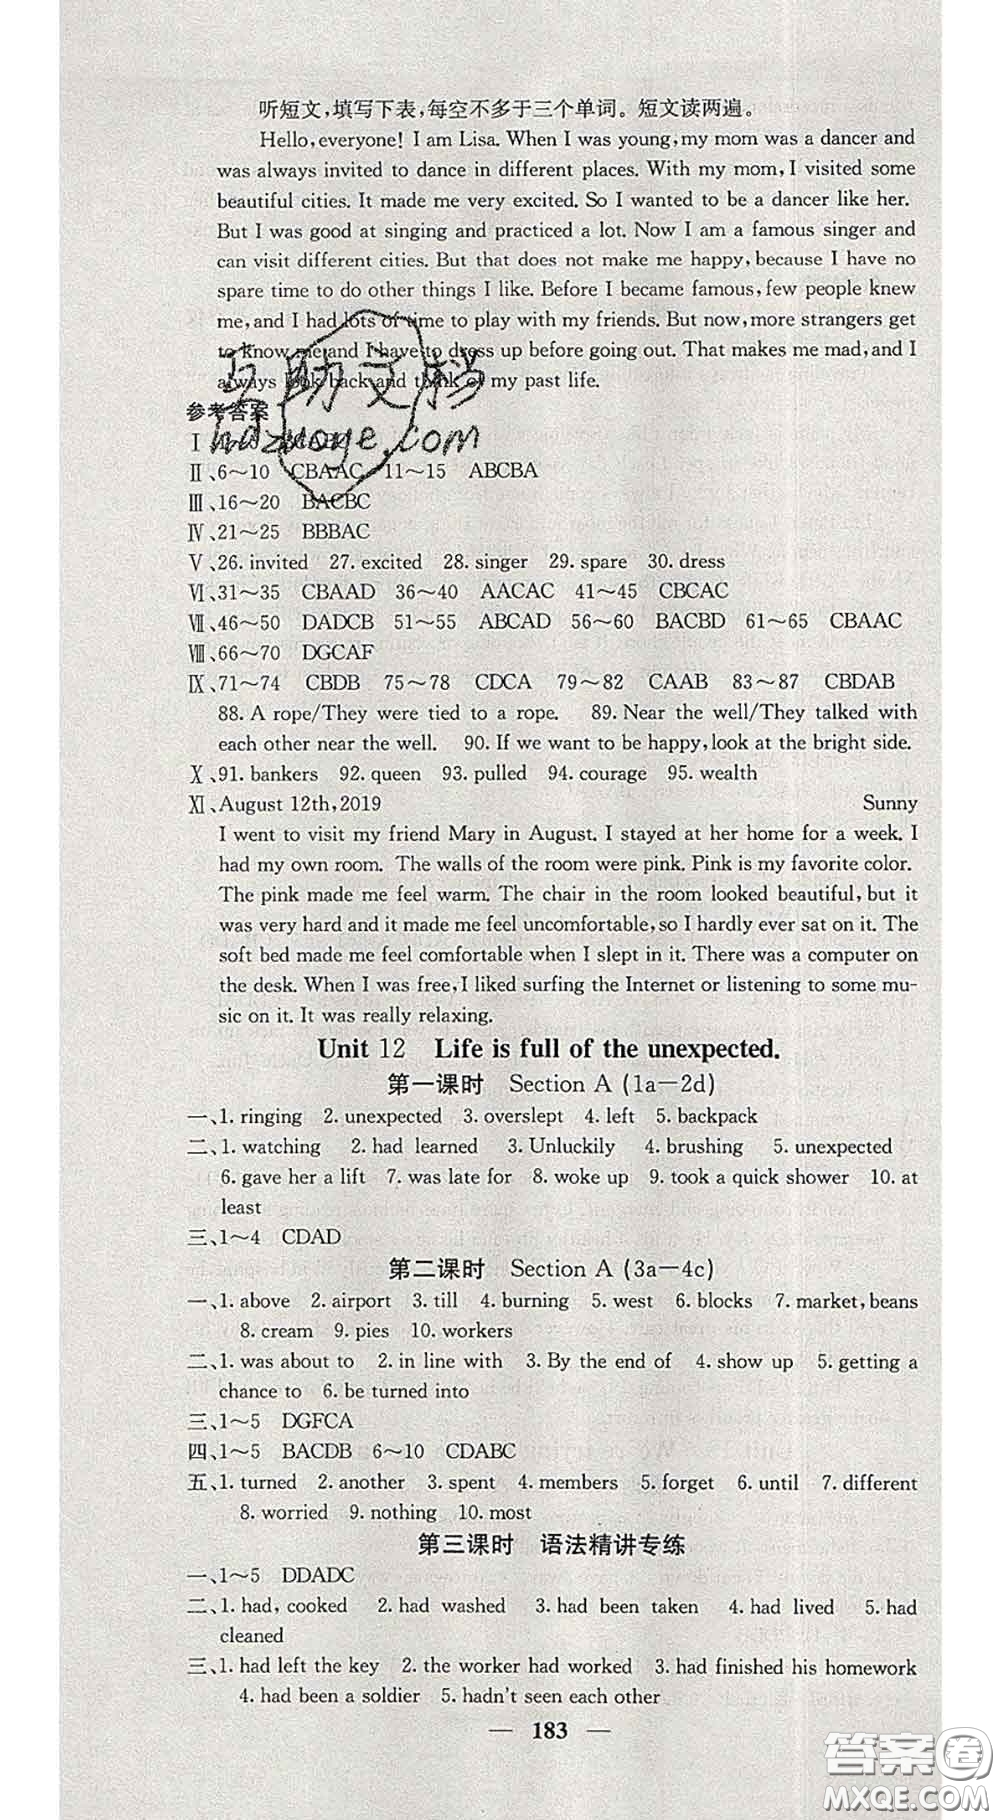 听短文,填写下表,每空不多于三个单词。短文读两遍。
Hello, everyone! I am Lisa. When I was young, my mom was a dancer and
was always invited to dance in different places. With my mom, I visited some
beautiful cities. It made me very excited. So I wanted to be a dancer like her.
But I was good at singing and practiced a lot. Now I am a famous singer and
can visit different cities. But that does not make me happy, because I have no
spare time to do other things I like. Before I became famous, few people knew
me, and I had lots of time to play with my friends. But now, more strangers get
to know me and I have to dress up before going out. That makes me mad, and I
always look back and think of my past life.
参考答案
Ⅰ、
Ⅱ、6～10 CBAAC 11～15 ABCBA
Ⅲ、16～20 BACBC
Ⅳ、21～25 BBBAC
Ⅴ、26. invited 27. excited 28. singer 29. spare 30. dress
Ⅵ、31～35 CBAAD 36～40 AACAC 41～45 CBCAC
Ⅶ、46～50 DADCB 51～55 ABCAD 56～60 BACBD 61～65 CBAAC
Ⅷ、66～70 DGCAF
Ⅸ、71～74 CBDB 75～78 CDCA 79～82 CAAB 83～87 CBDAB
88. A rope/They were tied to a rope. 89. Near the well/They talked with
each other near the well. 90. If we want to be happy, look at the bright side.
Ⅹ、91. bankers 92. queen 93. pulled 94. courage 95. wealth
Ⅺ、August 12th, 2019 Sunny
I went to visit my friend Mary in August. I stayed at her home for a week. I
had my own room. The walls of the room were pink. Pink is my favorite color.
The pink made me feel warm. The chair in the room looked beautiful, but it
was very hard and it made me feel uncomfortable, so I hardly ever sat on it. The
soft bed made me feel comfortable when I slept in it. There was a computer on
the desk. When I was free, I liked surfing the Internet or listening to some mu-
sic on it. It was really relaxing.
Unit 12 Life is full of the unexpected.
第一课时 Section A (1a—2d)
一、1. ringing 2. unexpected 3. overslept 4. left 5. backpack
二、1. watching 2. had learned 3. Unluckily 4. brushing 5. unexpected
6. gave her a lift 7. was late for 8. woke up 9. took a quick shower 10. at
least
三、1～4 CDAD
第二课时 Section A (3a—4c)
一、1. above 2. airport 3. till 4. burning 5. west 6. blocks 7. market, beans
8. cream 9. pies 10. workers
二、1. was about to 2. in line with 3. By the end of 4. show up 5. getting a
chance to 6. be turned into
三、1～5 DGFCA
四、1～5 BACDB 6～10 CDABC
五、1. turned 2. another 3. spent 4. members 5. forget 6. until 7. different
8. worried 9. nothing 10. most
第三课时 语法精讲专练
一、1～5 DDADC
二、1. had, cooked 2. had washed 3. had been taken 4. had lived 5. had
cleaned
三、1. had left the key 2. the worker had worked 3. had finished his homework
4. had been a soldier 5. hadn't seen each other
— 183 —
互助文档
hdzuoye.com
答案圈
MXQE.COM